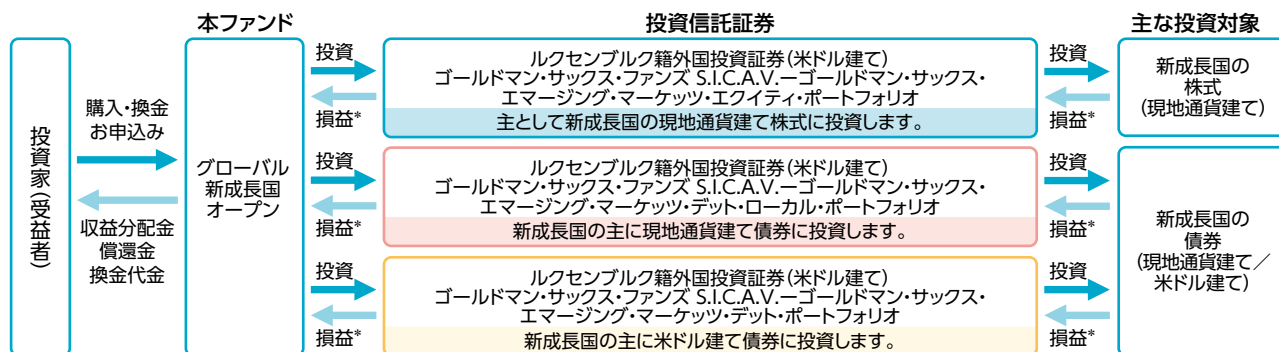 本ファンド
投資信託証券
主な投資対象
投資家(受益者)
購入・換金
お申込み
収益分配金
償還金
換金代金
グローバル
新成長国
オープン
投資
損益*
ルクセンブルク籍外国投資証券(米ドル建て)
ゴールドマン・サックス・ファンズ S.I.C.A.V.ーゴールドマン・サックス・
エマージング・マーケッツ・エクイティ・ポートフォリオ
主として新成長国の現地通貨建て株式に投資します。
投資
損益*
新成長国の
株式
(現地通貨建て)
投資
損益*
ルクセンブルク籍外国投資証券(米ドル建て)
ゴールドマン・サックス・ファンズ S.I.C.A.V.ーゴールドマン・サックス・
エマージング・マーケッツ・デット・ローカル・ポートフォリオ
新成長国の主に現地通貨建て債券に投資します。
投資
損益*
新成長国の
債券
(現地通貨建て/
米ドル建て)
投資
損益*
ルクセンブルク籍外国投資証券(米ドル建て)
ゴールドマン・サックス・ファンズ S.I.C.A.V.ーゴールドマン・サックス・
エマージング・マーケッツ・デット・ポートフォリオ
新成長国の主に米ドル建て債券に投資します。
投資
損益*